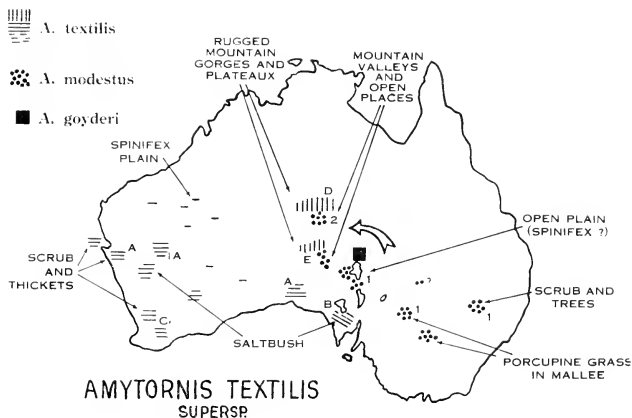 A. textilis
A. modestus
A. goyderi
RUGGED
MOUNTAIN
GORGES AND
PLATEAUX
MOUNTAIN
VALLEYS
AND
OPEN
PLACES
SPINIFEX
PLAIN
D
2
E
OPEN PLAIN
(SPINIFEX ?)
A
A
SCRUB
AND
THICKETS
A
1
?
B
SCRUB AND
TREES
1
1
C
SALTBUSH
PORCUPINE GRASS
IN MALLEE
AMYTORNIS TEXTILIS
SUPERSP.